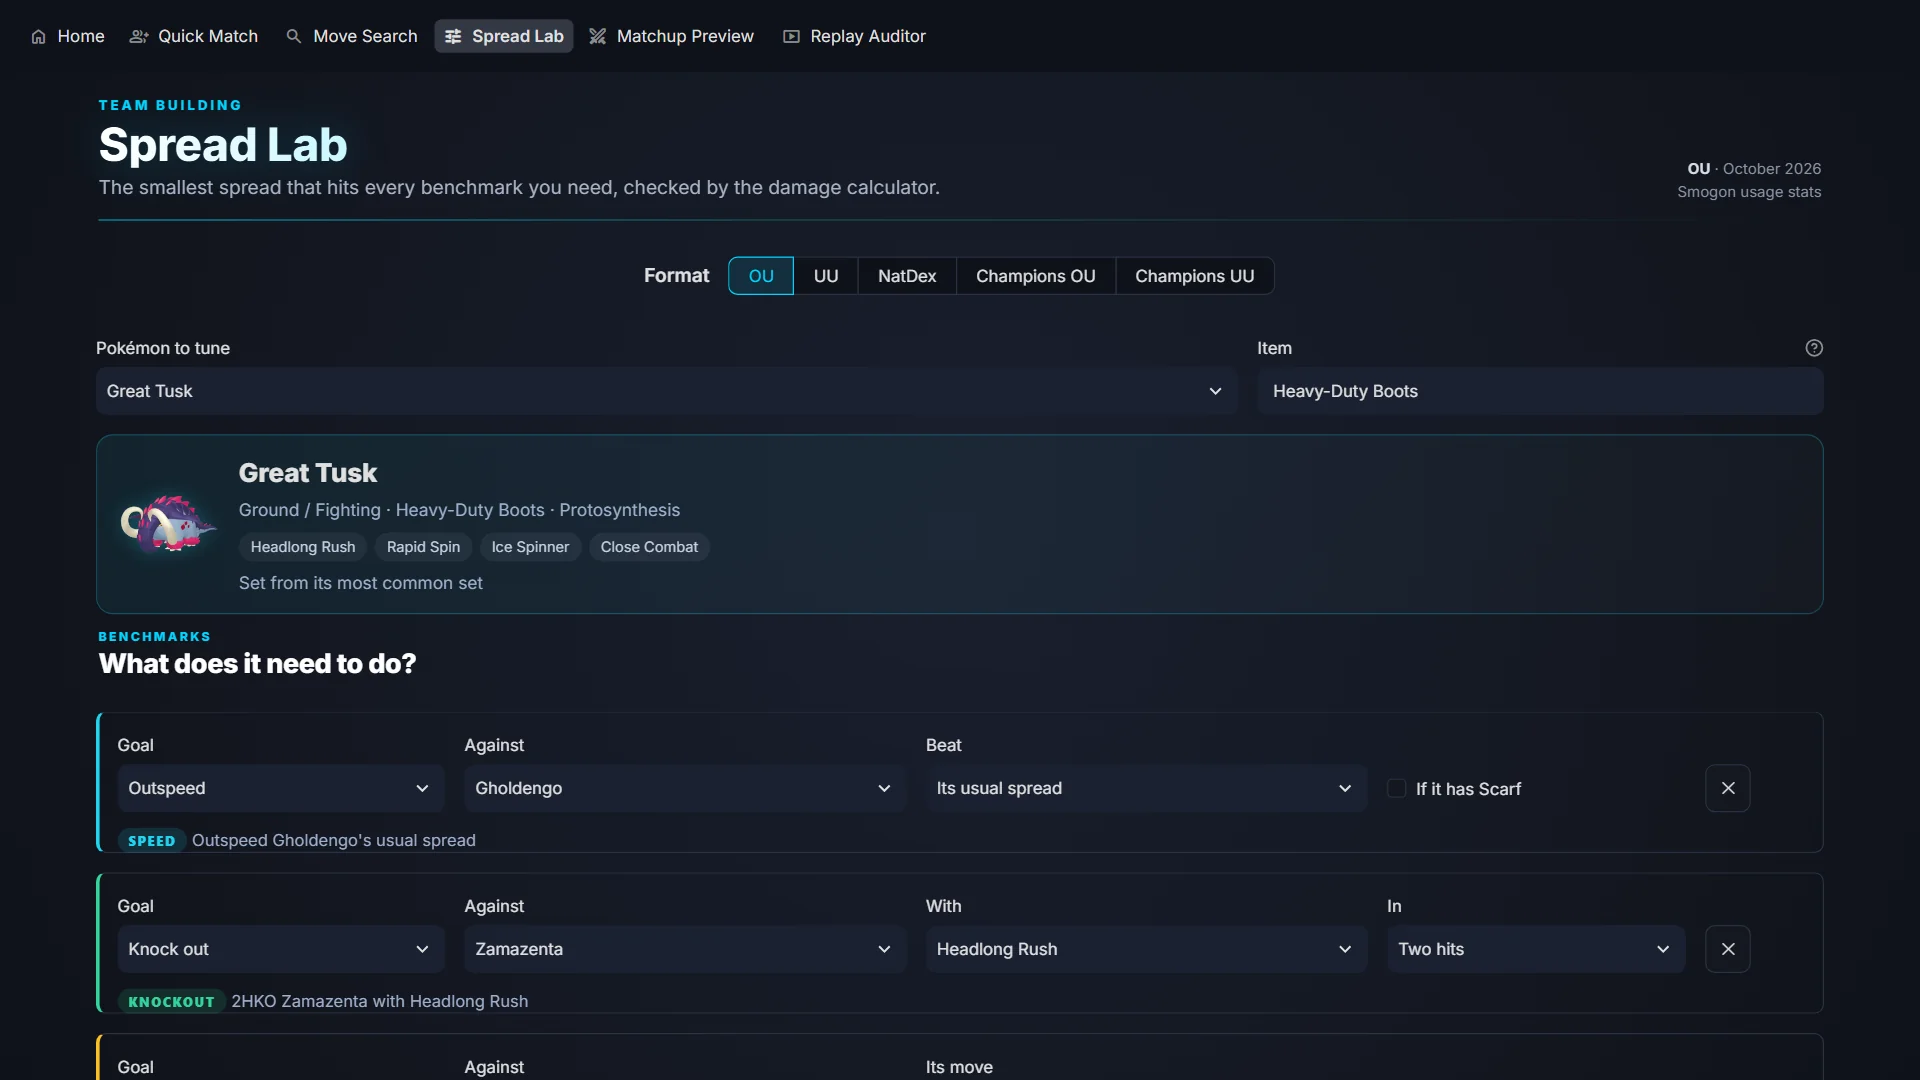 Home
Quick Match
Move Search
Spread Lab
Matchup Preview
Replay Auditor
TEAM BUILDING
Spread Lab
The smallest spread that hits every benchmark you need, checked by the damage calculator.
OU · October 2026
Smogon usage stats
Format
OU
UU
NatDex
Champions OU
Champions UU
Pokémon to tune
Item
Great Tusk
Heavy-Duty Boots
Great Tusk
Ground / Fighting · Heavy-Duty Boots · Protosynthesis
Headlong Rush
Rapid Spin
Ice Spinner
Close Combat
Set from its most common set
BENCHMARKS
What does it need to do?
Goal
Against
Beat
Outspeed
Gholdengo
Its usual spread
If it has Scarf
SPEED Outspeed Gholdengo's usual spread
Goal
Against
With
In
Knock out
Zamazenta
Headlong Rush
Two hits
KNOCKOUT 2HKO Zamazenta with Headlong Rush
Goal
Against
Its move